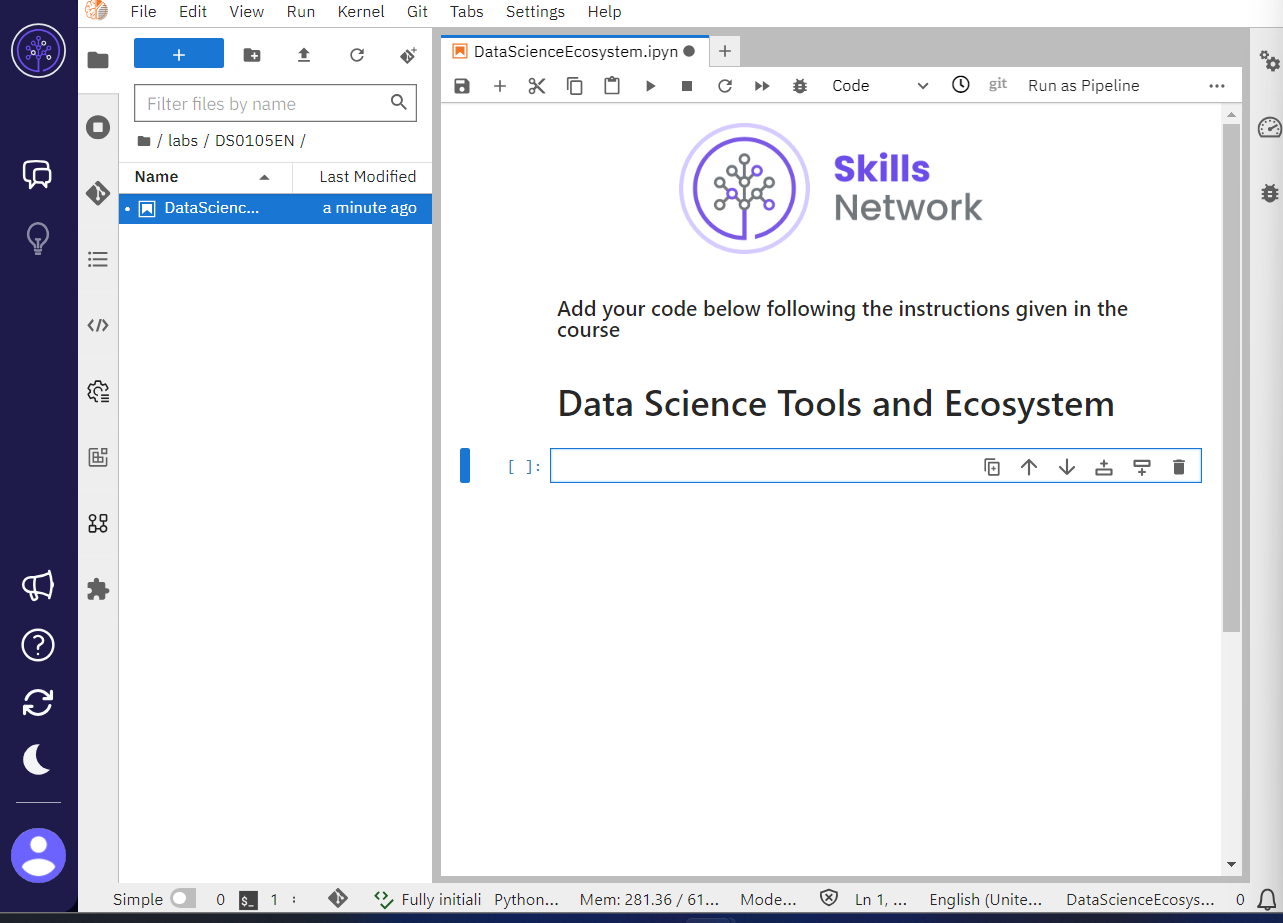 File Edit View Run Kernel Git Tabs Settings Help
DataScienceEcosystem.ipyn
Filter files by name
Code
git Run as Pipeline
/ labs / DS0105EN /
Name Last Modified
DataScienc... a minute ago
Skills
Network
Add your code below following the instructions given in the
course
Data Science Tools and Ecosystem
[ ]:
Simple 0 $_ 1 Fully initiali Python... Mem: 281.36 / 61... Mode... Ln 1, ... English (Unite... DataScienceEcosys... 0